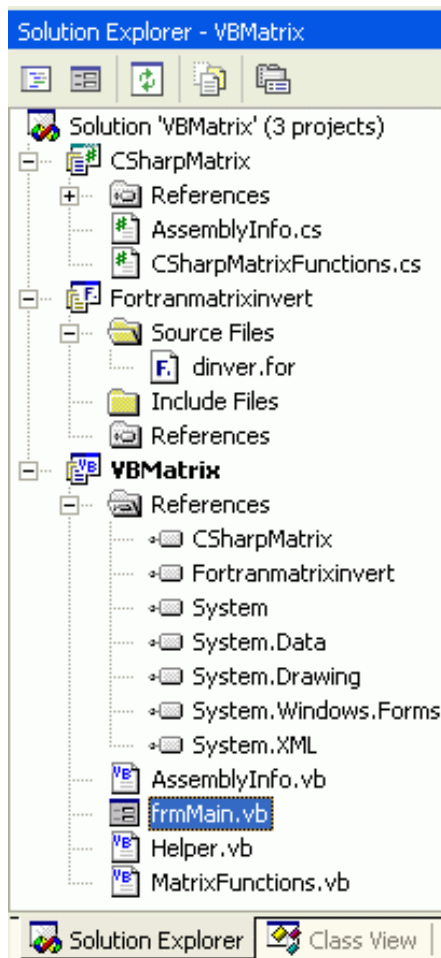 Solution Explorer - VBMatrix
Solution 'VBMatrix' (3 projects)
CSharpMatrix
References
AssemblyInfo.cs
CSharpMatrixFunctions.cs
Fortranmatrixinvert
Source Files
dinver.for
Include Files
References
VBMatrix
References
CSharpMatrix
Fortranmatrixinvert
System
System.Data
System.Drawing
System.Windows.Forms
System.XML
AssemblyInfo.vb
frmMain.vb
Helper.vb
MatrixFunctions.vb
Solution Explorer Class View